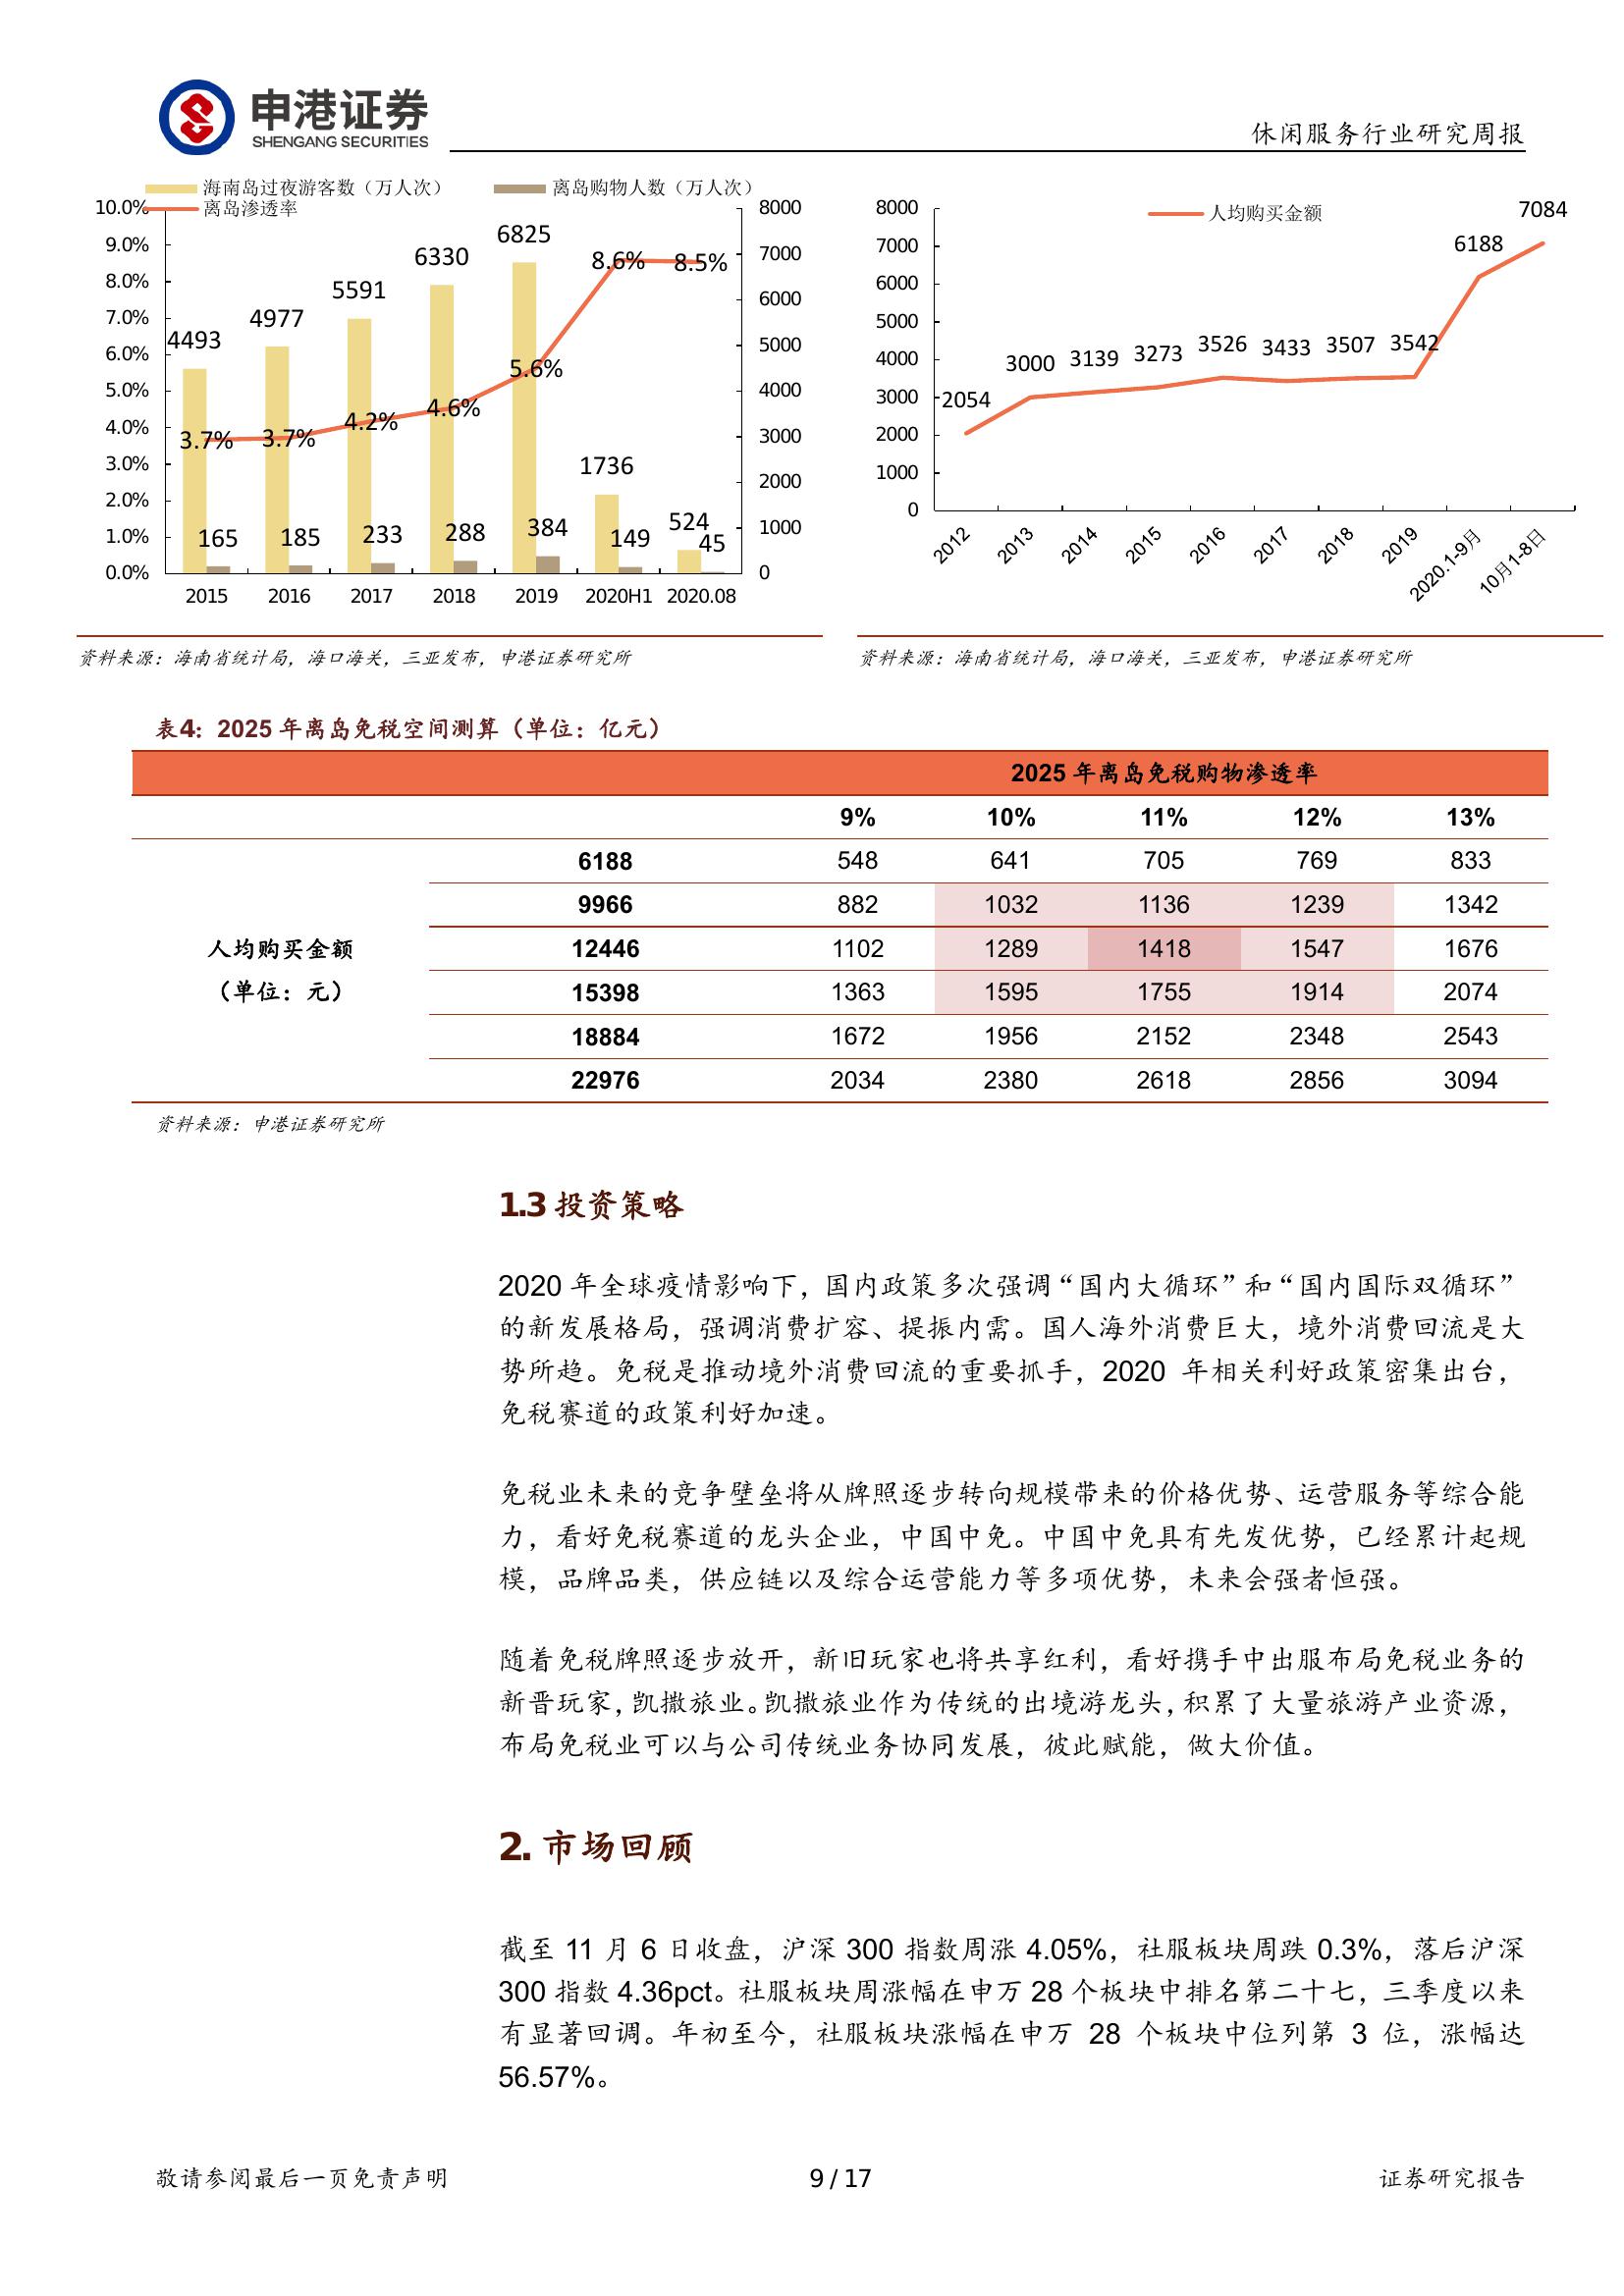 申港证券
SHENGANG SECURITIES
休闲服务行业研究周报
海南岛过夜游客数（万人次） 离岛购物人数（万人次）
离岛渗透率
10.0% 9.0% 8.0% 7.0% 6.0% 5.0% 4.0% 3.0% 2.0% 1.0% 0.0%
8000 7000 6000 5000 4000 3000 2000 1000 0
4493 4977 5591 6330 6825 1736 524
165 185 233 288 384 149 45
3.7% 3.7% 4.2% 4.6% 5.6% 8.6% 8.5%
2015 2016 2017 2018 2019 2020H1 2020.08
资料来源：海南省统计局，海口海关，三亚发布，申港证券研究所
人均购买金额
8000 7000 6000 5000 4000 3000 2000 1000 0
2054 3000 3139 3273 3526 3433 3507 3542 6188 7084
2012 2013 2014 2015 2016 2017 2018 2019 2020.1-9月 10月1-8日
资料来源：海南省统计局，海口海关，三亚发布，申港证券研究所
表4：2025 年离岛免税空间测算（单位：亿元）
2025 年离岛免税购物渗透率
9% 10% 11% 12% 13%
6188 548 641 705 769 833
9966 882 1032 1136 1239 1342
人均购买金额 12446 1102 1289 1418 1547 1676
（单位：元） 15398 1363 1595 1755 1914 2074
18884 1672 1956 2152 2348 2543
22976 2034 2380 2618 2856 3094
资料来源：申港证券研究所
1.3 投资策略
2020 年全球疫情影响下，国内政策多次强调“国内大循环”和“国内国际双循环”
的新发展格局，强调消费扩容、提振内需。国人海外消费巨大，境外消费回流是大
势所趋。免税是推动境外消费回流的重要抓手，2020 年相关利好政策密集出台，
免税赛道的政策利好加速。
免税业未来的竞争壁垒将从牌照逐步转向规模带来的价格优势、运营服务等综合能
力，看好免税赛道的龙头企业，中国中免。中国中免具有先发优势，已经累计起规
模，品牌品类，供应链以及综合运营能力等多项优势，未来会强者恒强。
随着免税牌照逐步放开，新旧玩家也将共享红利，看好携手中出服布局免税业务的
新晋玩家，凯撒旅业。凯撒旅业作为传统的出境游龙头，积累了大量旅游产业资源，
布局免税业可以与公司传统业务协同发展，彼此赋能，做大价值。
2. 市场回顾
截至 11 月 6 日收盘，沪深 300 指数周涨 4.05%，社服板块周跌 0.3%，落后沪深
300 指数 4.36pct。社服板块周涨幅在申万 28 个板块中排名第二十七，三季度以来
有显著回调。年初至今，社服板块涨幅在申万 28 个板块中位列第 3 位，涨幅达
56.57%。
敬请参阅最后一页免责声明 9 / 17 证券研究报告